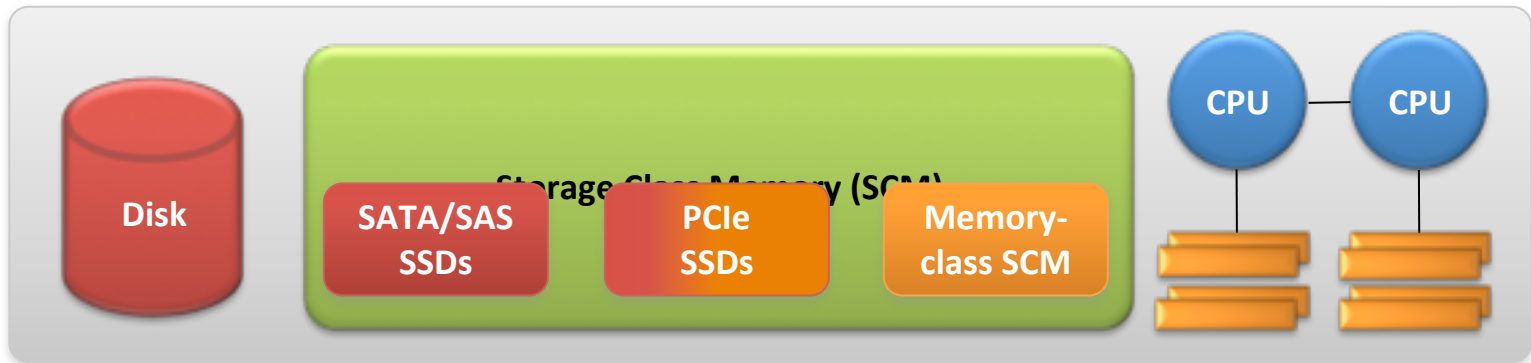 Disk
Storage Class Memory (SCM)
SATA/SAS
SSDs
PCIe
SSDs
Memory-
class SCM
CPU
CPU